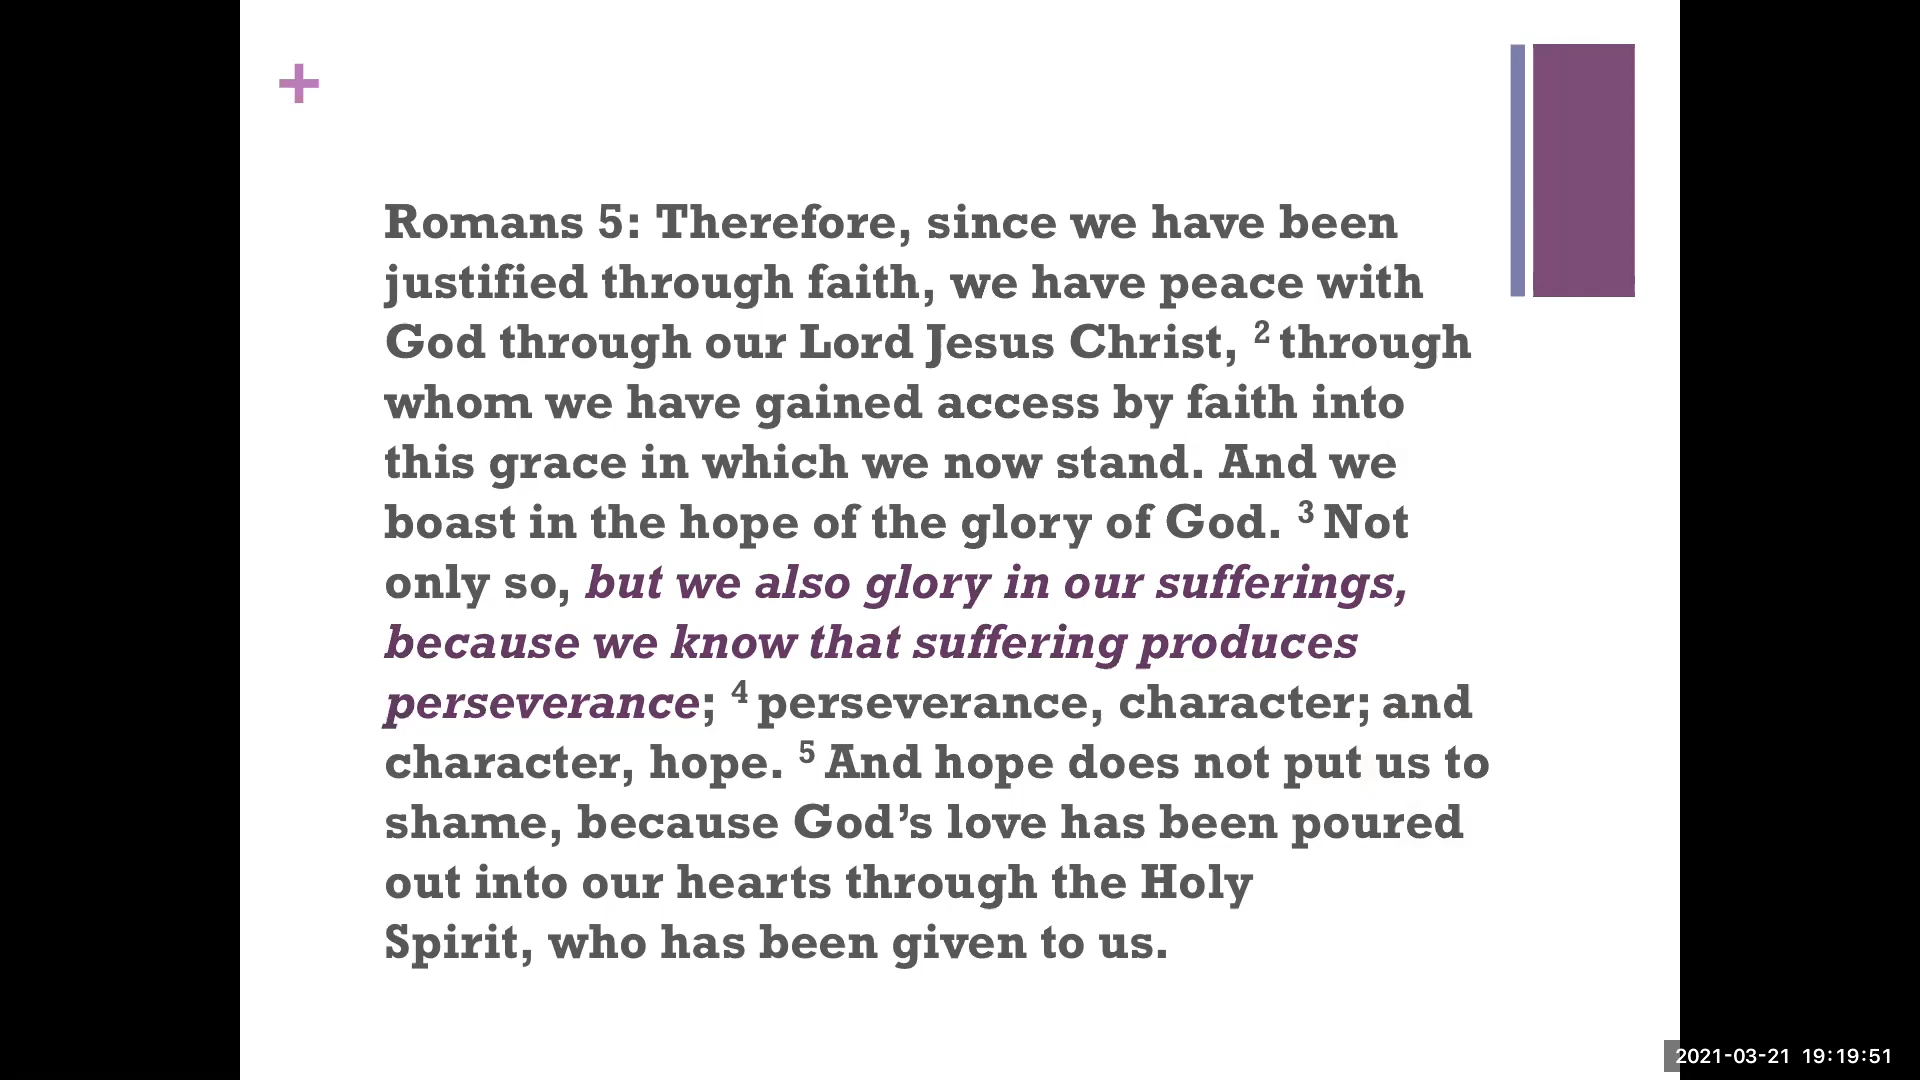 +
Romans 5: Therefore, since we have been
justified through faith, we have peace with
God through our Lord Jesus Christ, ² through
whom we have gained access by faith into
this grace in which we now stand. And we
boast in the hope of the glory of God. ³ Not
only so, but we also glory in our sufferings,
because we know that suffering produces
perseverance; ⁴ perseverance, character; and
character, hope. ⁵ And hope does not put us to
shame, because God’s love has been poured
out into our hearts through the Holy
Spirit, who has been given to us.
2021-03-21 19:19:51